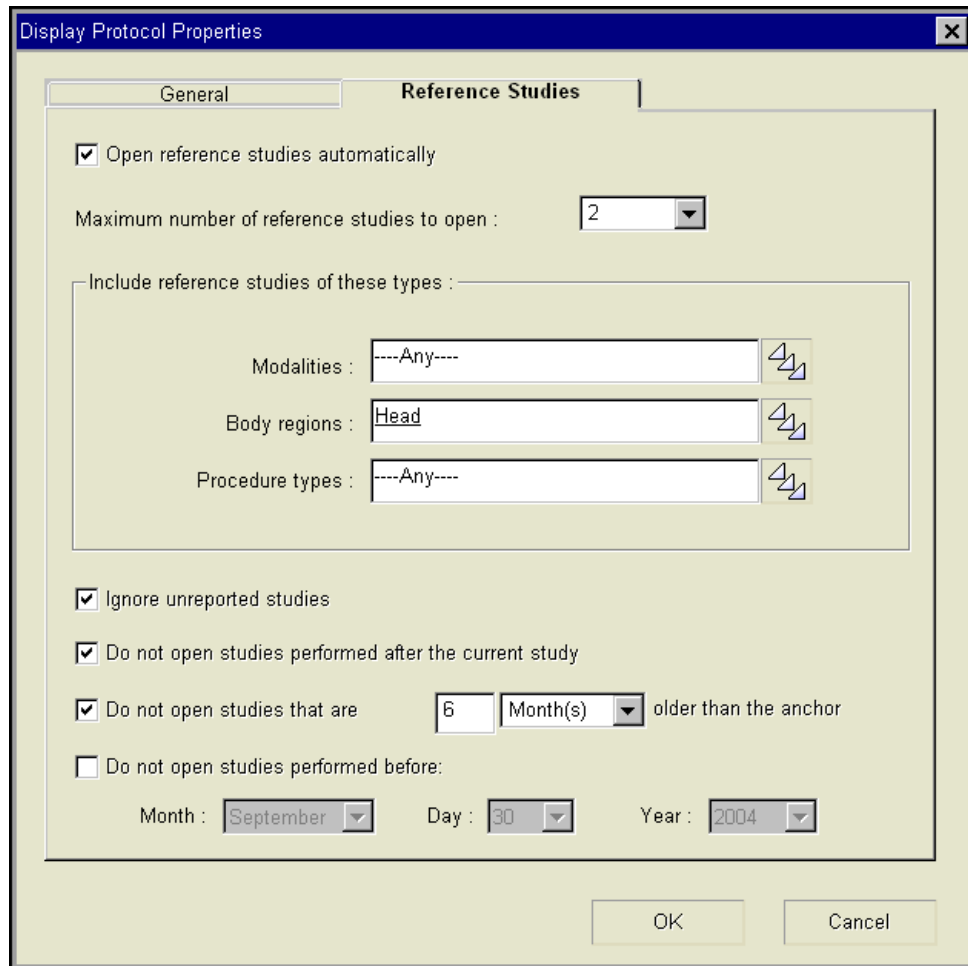 Display Protocol Properties
General Reference Studies
Open reference studies automatically
Maximum number of reference studies to open : 2
Include reference studies of these types :
Modalities : ----Any----
Body regions : Head
Procedure types : ----Any----
Ignore unreported studies
Do not open studies performed after the current study
Do not open studies that are 6 Month(s) older than the anchor
Do not open studies performed before:
Month : September Day : 30 Year : 2004
OK Cancel